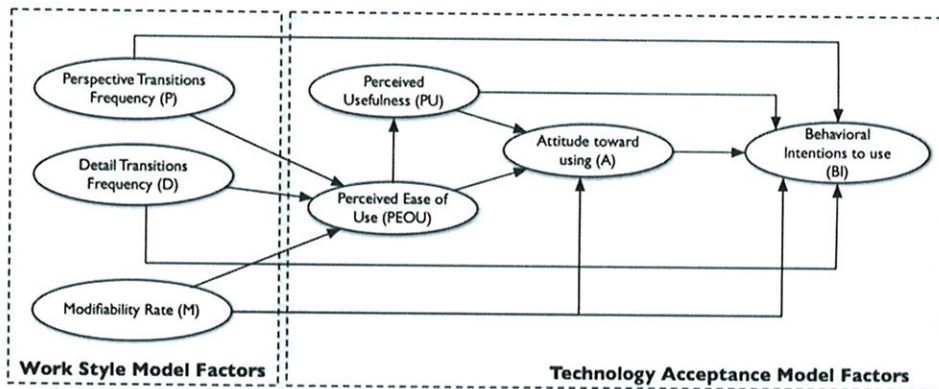 Perspective Transitions
Frequency (P)
Detail Transitions
Frequency (D)
Modifiability Rate (M)
Work Style Model Factors
Perceived
Usefulness (PU)
Perceived Ease of
Use (PEOU)
Attitude toward
using (A)
Behavioral
Intentions to use
(BI)
Technology Acceptance Model Factors